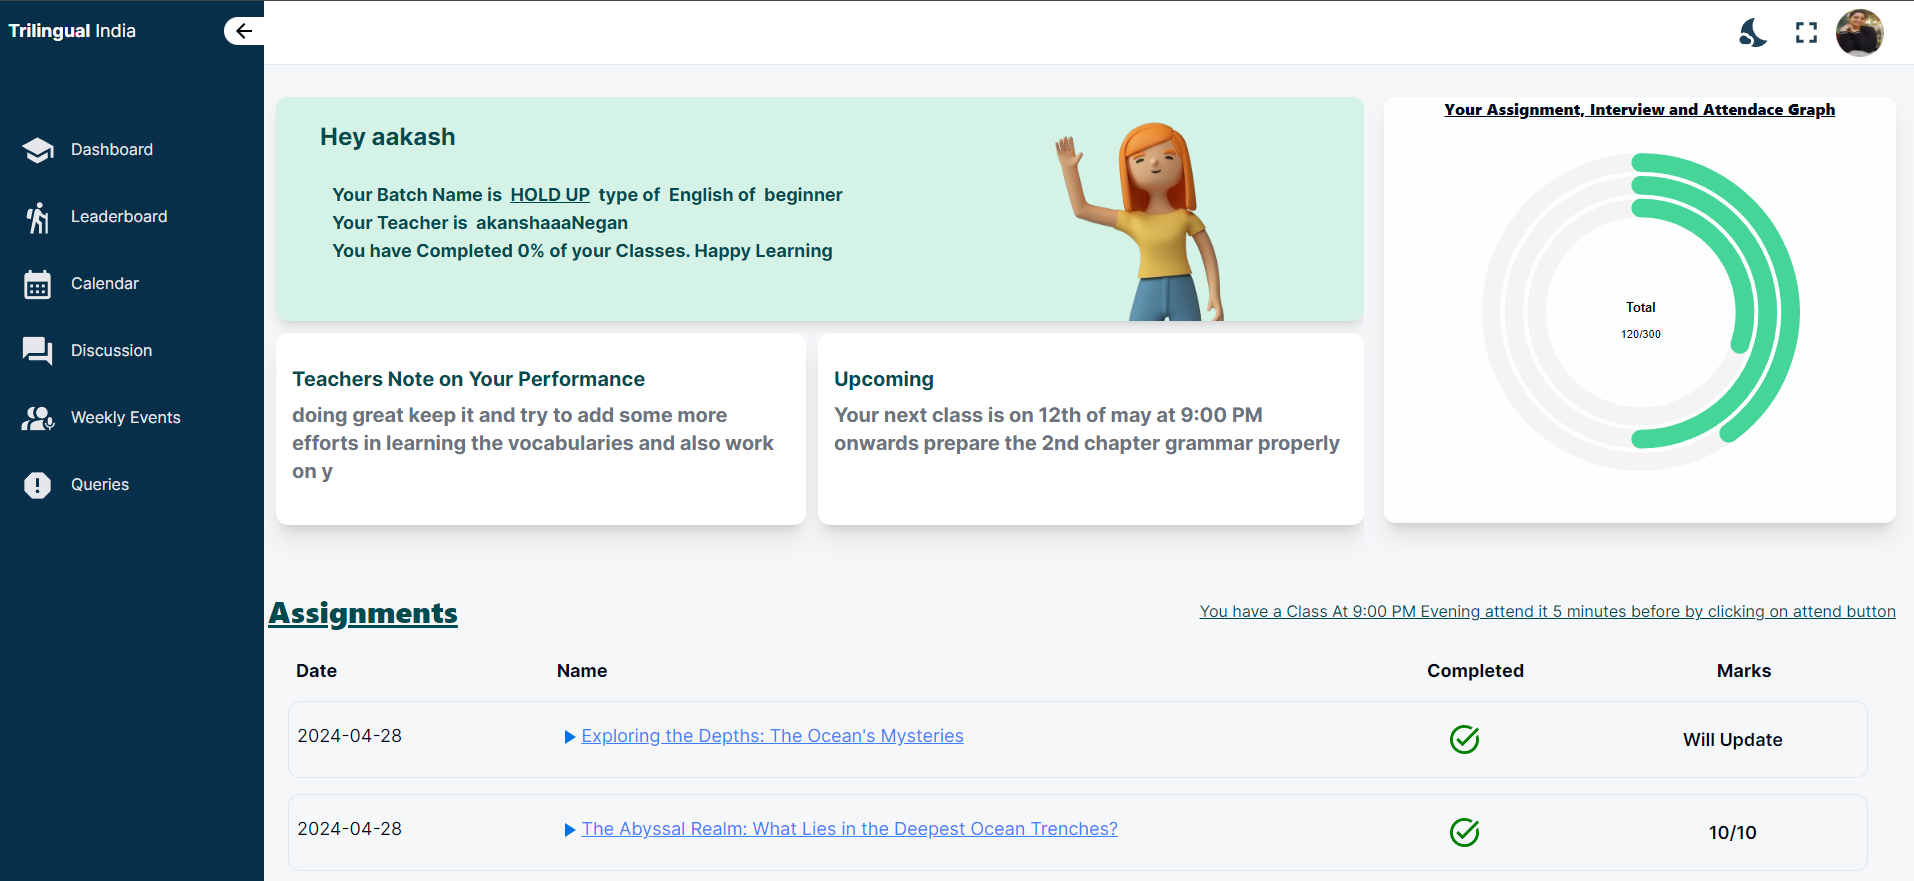 Trilingual India
Dashboard
Leaderboard
Calendar
Discussion
Weekly Events
Queries
Hey aakash
Your Batch Name is HOLD UP type of English of beginner
Your Teacher is akanshaaaNegan
You have Completed 0% of your Classes. Happy Learning
Teachers Note on Your Performance
doing great keep it and try to add some more
efforts in learning the vocabularies and also work
on y
Upcoming
Your next class is on 12th of may at 9:00 PM
onwards prepare the 2nd chapter grammar properly
Your Assignment, Interview and Attendace Graph
Total
120/300
Assignments
You have a Class At 9:00 PM Evening attend it 5 minutes before by clicking on attend button
Date Name Completed Marks
2024-04-28 Exploring the Depths: The Ocean's Mysteries Will Update
2024-04-28 The Abyssal Realm: What Lies in the Deepest Ocean Trenches? 10/10